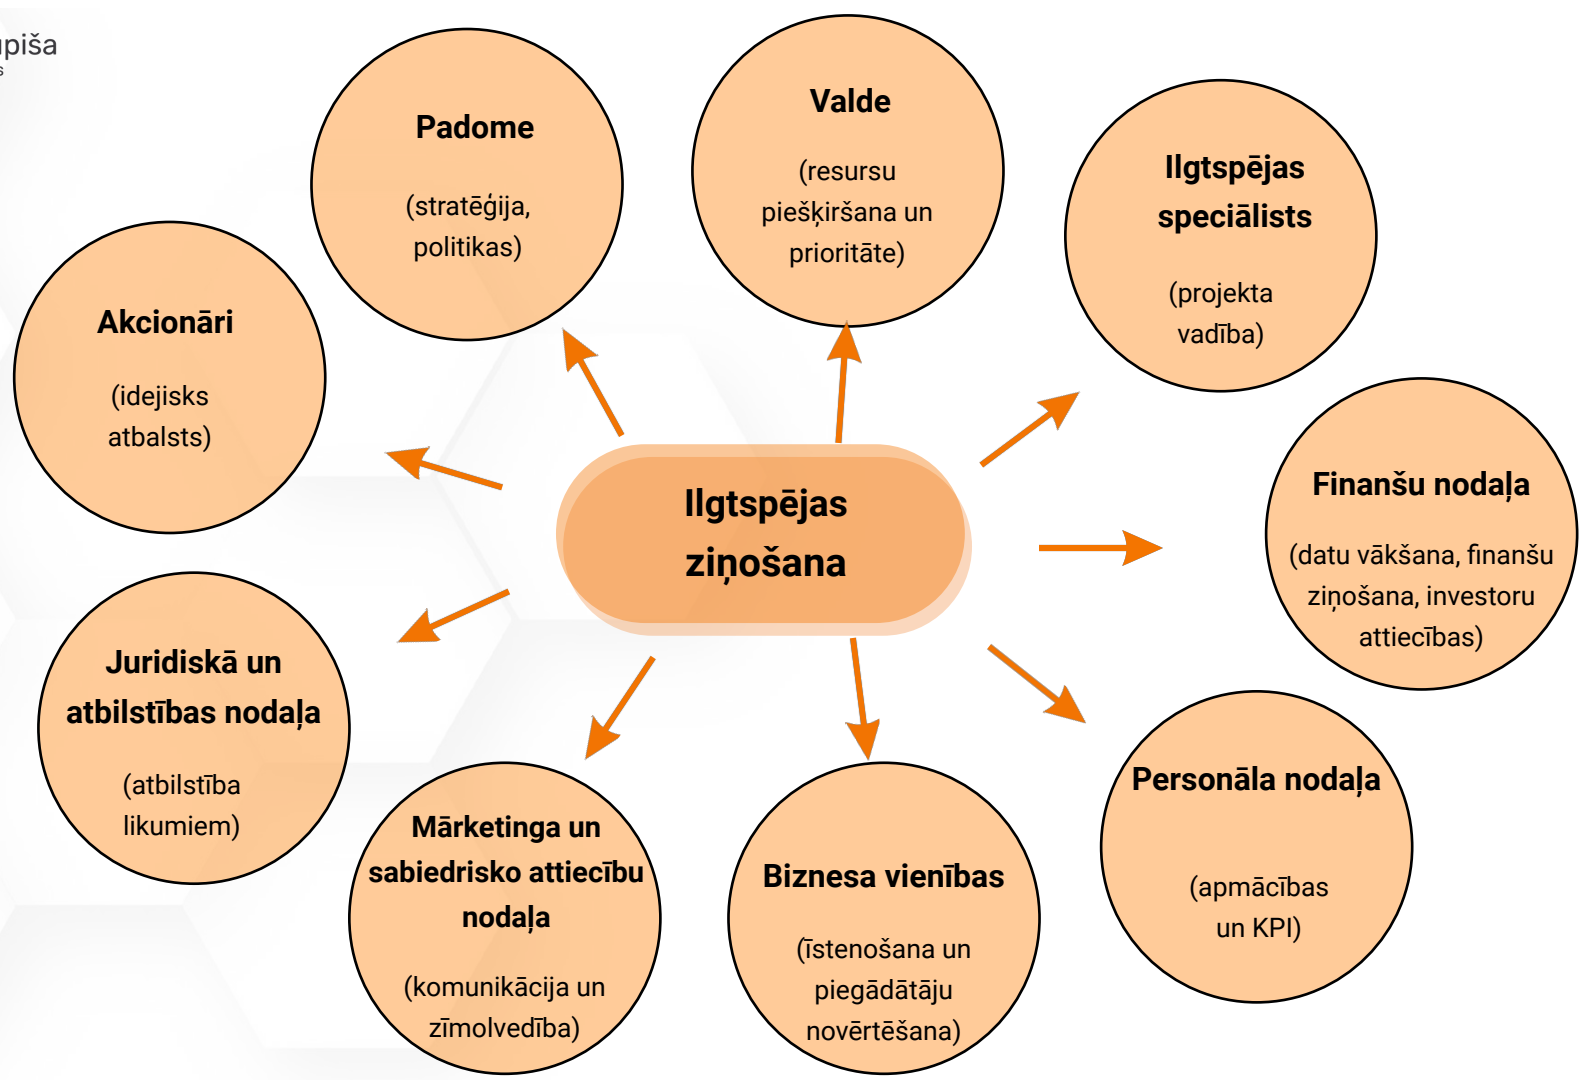 Valde
(resursu
piešķiršana un
prioritāte)
Padome
(stratēģija,
politikas)
Ilgtspējas
speciālists
(projekta
vadība)
Akcionāri
(idejisks
atbalsts)
Ilgtspējas
ziņošana
Finanšu nodaļa
(datu vākšana, finanšu
ziņošana, investoru
attiecības)
Juridiskā un
atbilstības nodaļa
(atbilstība
likumiem)
Mārketinga un
sabiedrisko attiecību
nodaļa
(komunikācija un
zīmolvedība)
Biznesa vienības
(īstenošana un
piegādātāju
novērtēšana)
Personāla nodaļa
(apmācības
un KPI)